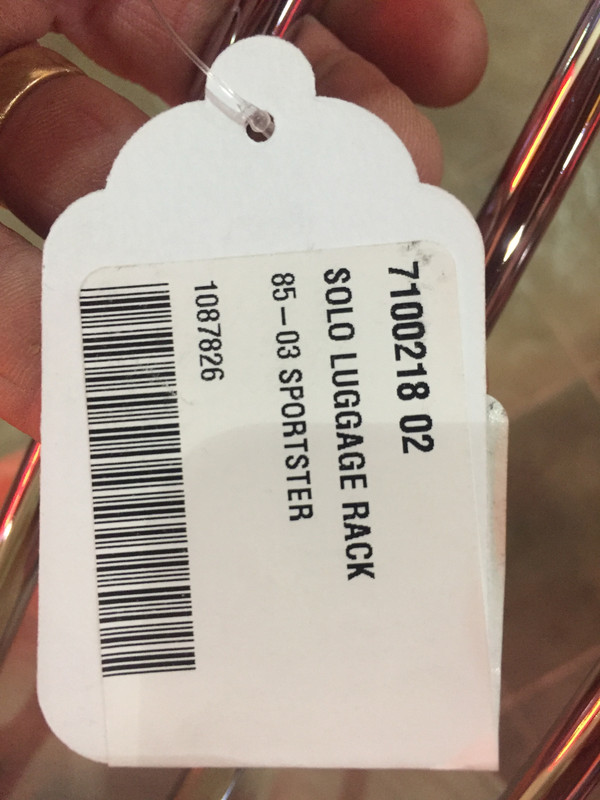 7100218 02
SOLO LUGGAGE RACK
85-03 SPORTSTER
1087826